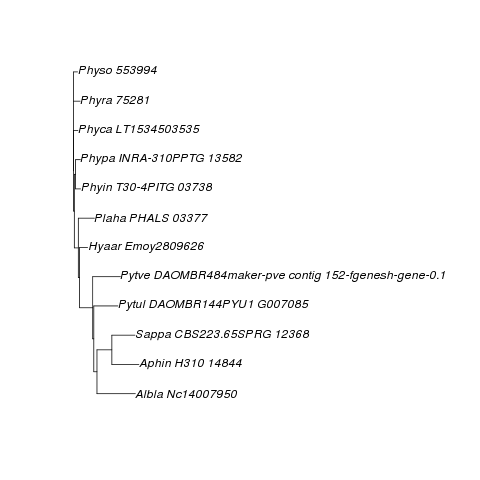 Physo 553994
Phyra 75281
Phyca LT1534503535
Phypa INRA-310PPTG 13582
Phyin T30-4PITG 03738
Plaha PHALS 03377
Hyaar Emoy2809626
Pytve DAOMBR484maker-pve contig 152-fgenesh-gene-0.1
Pytul DAOMBR144PYU1 G007085
Sappa CBS223.65SPRG 12368
Aphin H310 14844
Albla Nc14007950